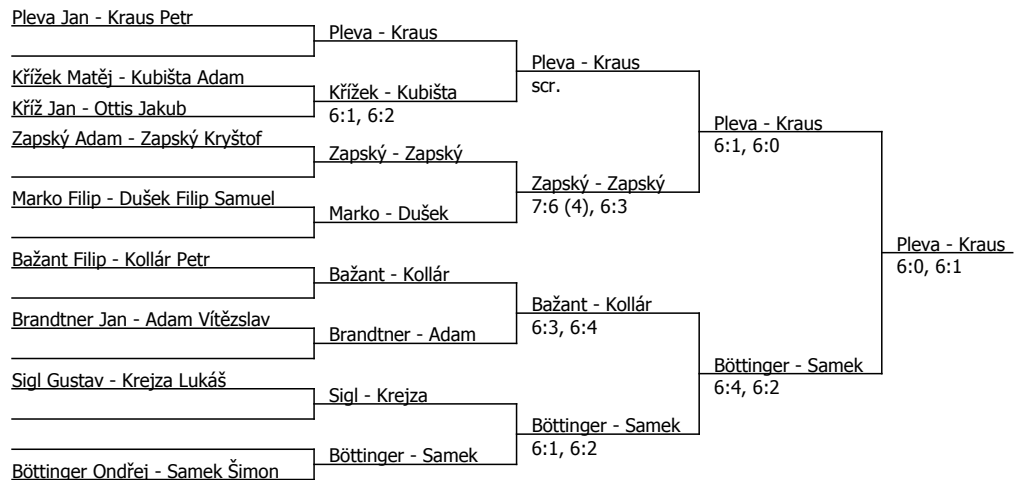 Pleva Jan - Kraus Petr
Křížek Matěj - Kubišta Adam
Kříž Jan - Ottis Jakub
Zapský Adam - Zapský Kryštof
Marko Filip - Dušek Filip Samuel
Bažant Filip - Kollár Petr
Brandtner Jan - Adam Vítězslav
Sigl Gustav - Krejza Lukáš
Böttinger Ondřej - Samek Šimon
Pleva - Kraus
Křížek - Kubišta
6:1, 6:2
Zapský - Zapský
Marko - Dušek
Bažant - Kollár
Brandtner - Adam
Sigl - Krejza
Böttinger - Samek
Pleva - Kraus
scr.
Zapský - Zapský
7:6 (4), 6:3
Bažant - Kollár
6:3, 6:4
Böttinger - Samek
6:1, 6:2
Pleva - Kraus
6:1, 6:0
Böttinger - Samek
6:4, 6:2
Pleva - Kraus
6:0, 6:1